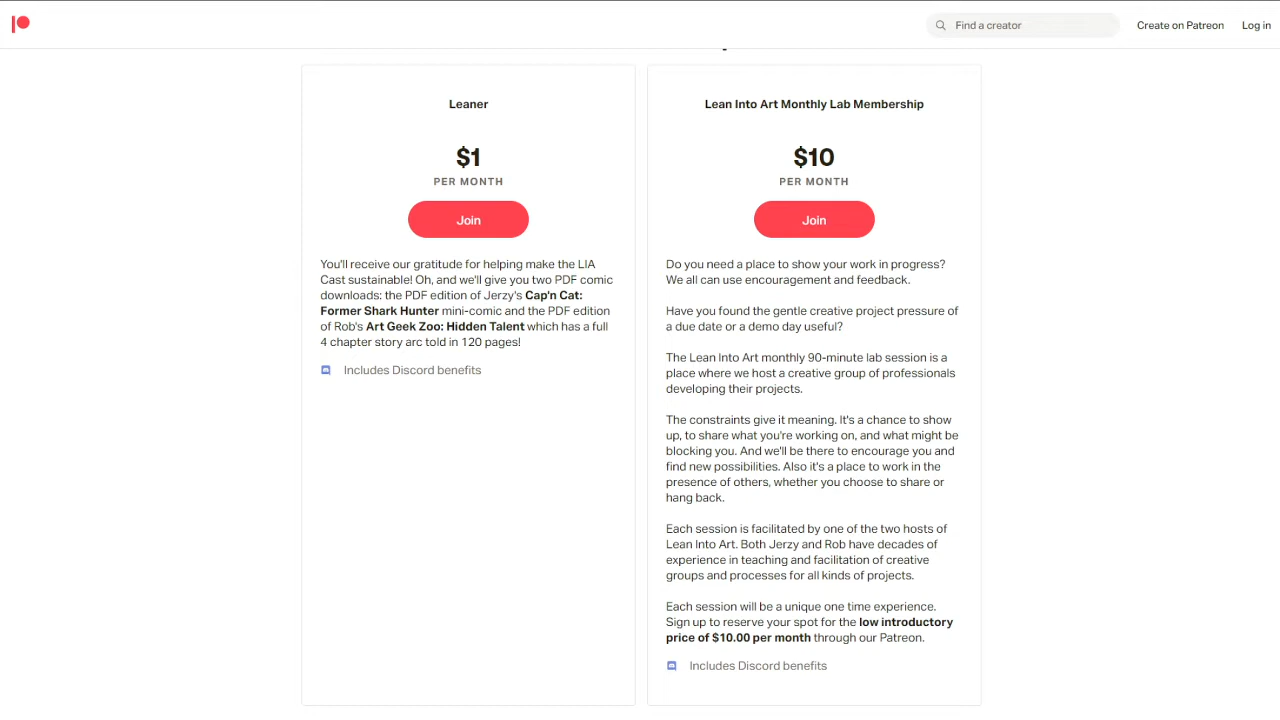 Find a creator
Create on Patreon
Log in
Leaner
$1
PER MONTH
Join
You'll receive our gratitude for helping make the LIA
Cast sustainable! Oh, and we'll give you two PDF comic
downloads: the PDF edition of Jerzy's Cap'n Cat:
Former Shark Hunter mini-comic and the PDF edition
of Rob's Art Geek Zoo: Hidden Talent which has a full
4 chapter story arc told in 120 pages!
Includes Discord benefits
Lean Into Art Monthly Lab Membership
$10
PER MONTH
Join
Do you need a place to show your work in progress?
We all can use encouragement and feedback.
Have you found the gentle creative project pressure of
a due date or a demo day useful?
The Lean Into Art monthly 90-minute lab session is a
place where we host a creative group of professionals
developing their projects.
The constraints give it meaning. It's a chance to show
up, to share what you're working on, and what might be
blocking you. And we'll be there to encourage you and
find new possibilities. Also it's a place to work in the
presence of others, whether you choose to share or
hang back.
Each session is facilitated by one of the two hosts of
Lean Into Art. Both Jerzy and Rob have decades of
experience in teaching and facilitation of creative
groups and processes for all kinds of projects.
Each session will be a unique one time experience.
Sign up to reserve your spot for the low introductory
price of $10.00 per month through our Patreon.
Includes Discord benefits